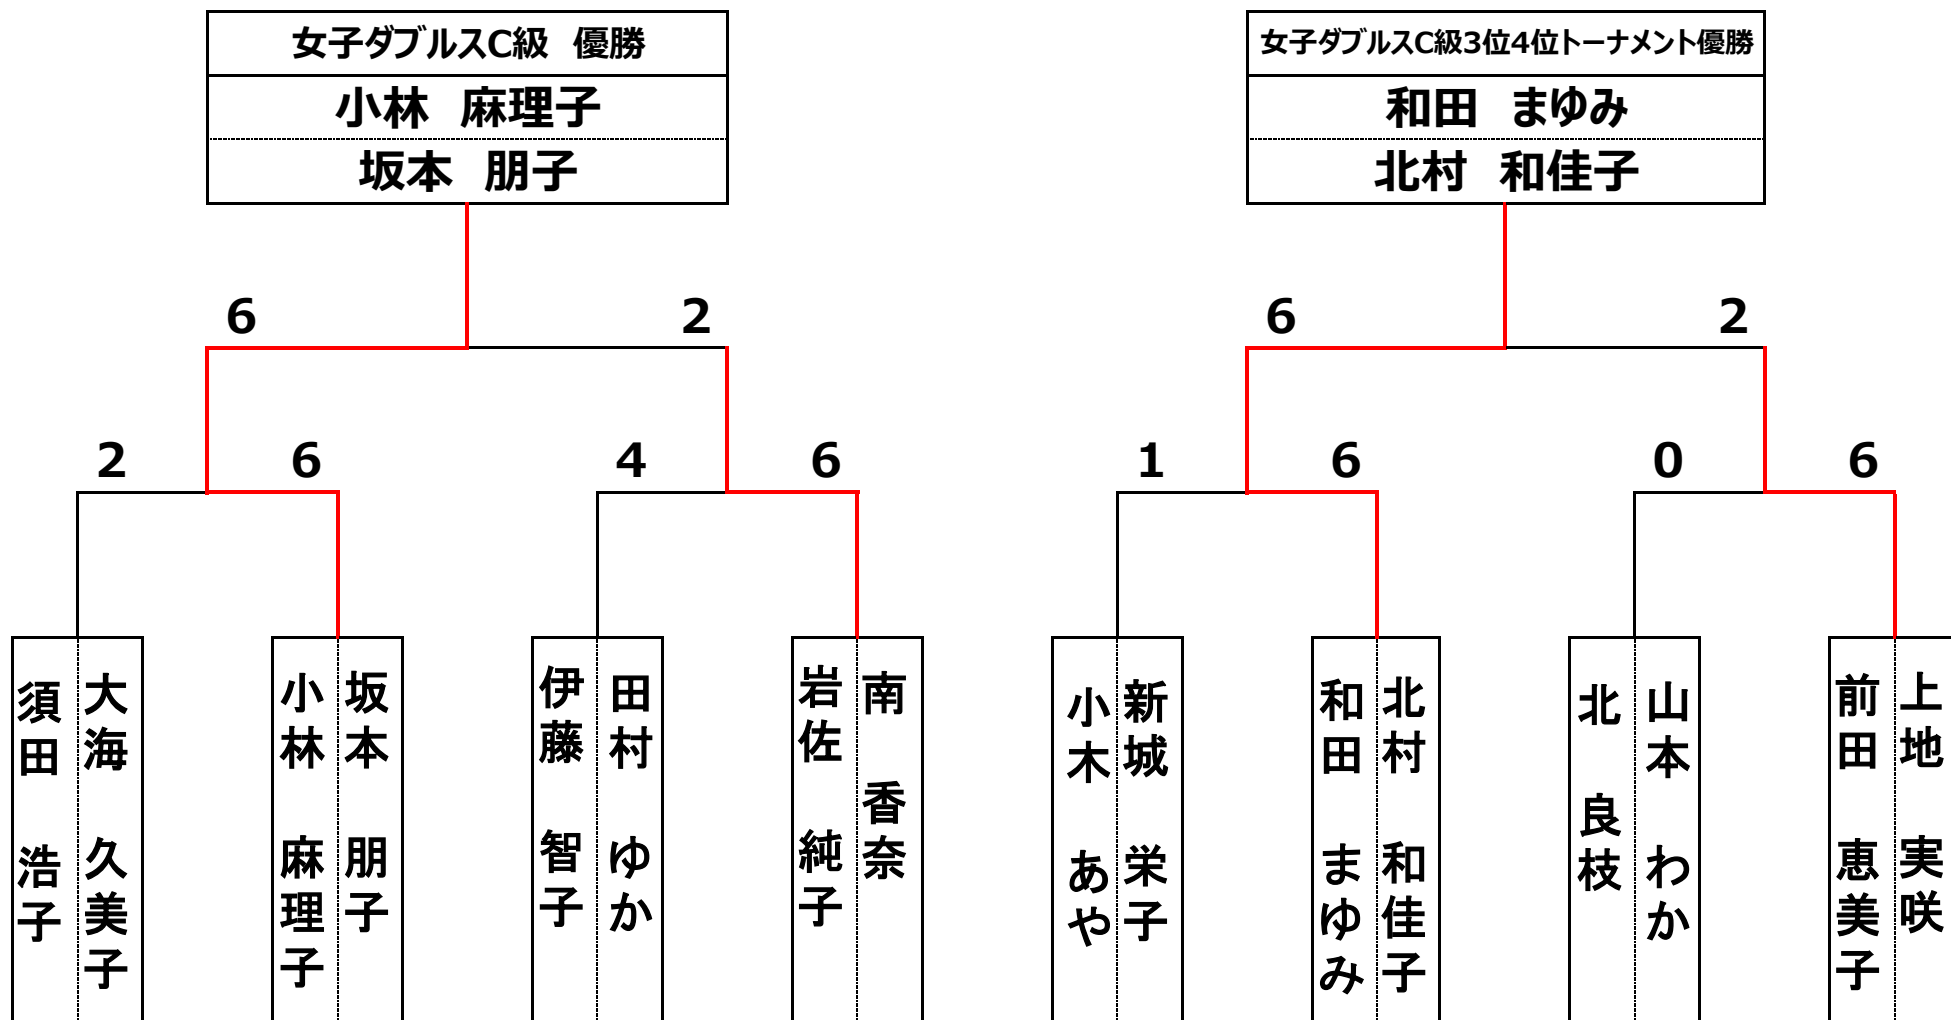 女子ダブルスC級　優勝
小林　麻理子
坂本　朋子
女子ダブルスC級3位4位トーナメント優勝
和田　まゆみ
北村　和佳子
6
2
6
2
2
6
4
6
1
6
0
6
須田　浩子
大海　久美子
小林　麻理子
坂本　朋子
伊藤　智子
田村　ゆか
岩佐　純子
南　香奈
小木　あや
新城　栄子
和田　まゆみ
北村　和佳子
北　良枝
山本　わか
前田　恵美子
上地　実咲